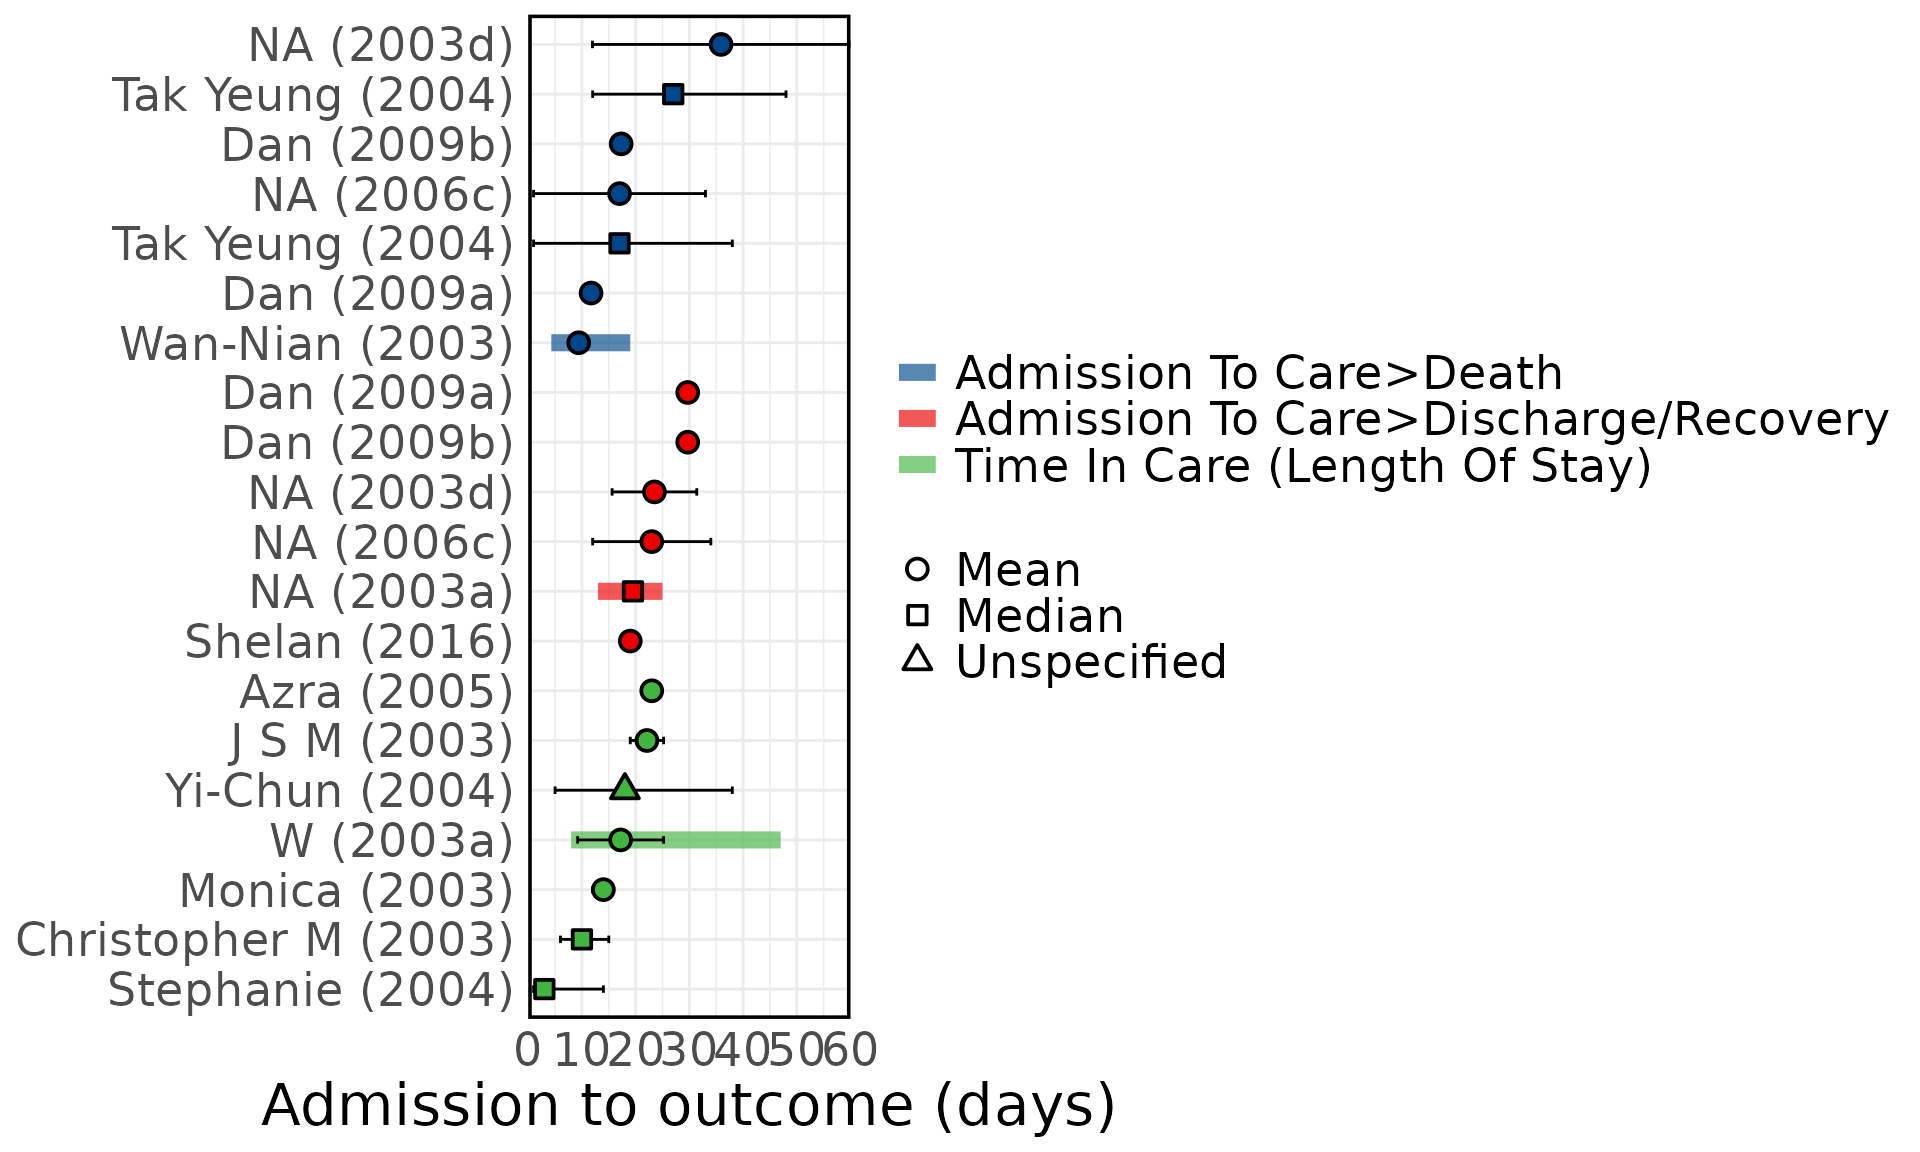 NA (2003d)
Tak Yeung (2004)
Dan (2009b)
NA (2006c)
Tak Yeung (2004)
Dan (2009a)
Wan-Nian (2003)
Dan (2009a)
Dan (2009b)
NA (2003d)
NA (2006c)
NA (2003a)
Shelan (2016)
Azra (2005)
J S M (2003)
Yi-Chun (2004)
W (2003a)
Monica (2003)
Christopher M (2003)
Stephanie (2004)
0 10 20 30 40 50 60
Admission to outcome (days)
Admission To Care>Death
Admission To Care>Discharge/Recovery
Time In Care (Length Of Stay)
Mean
Median
Unspecified